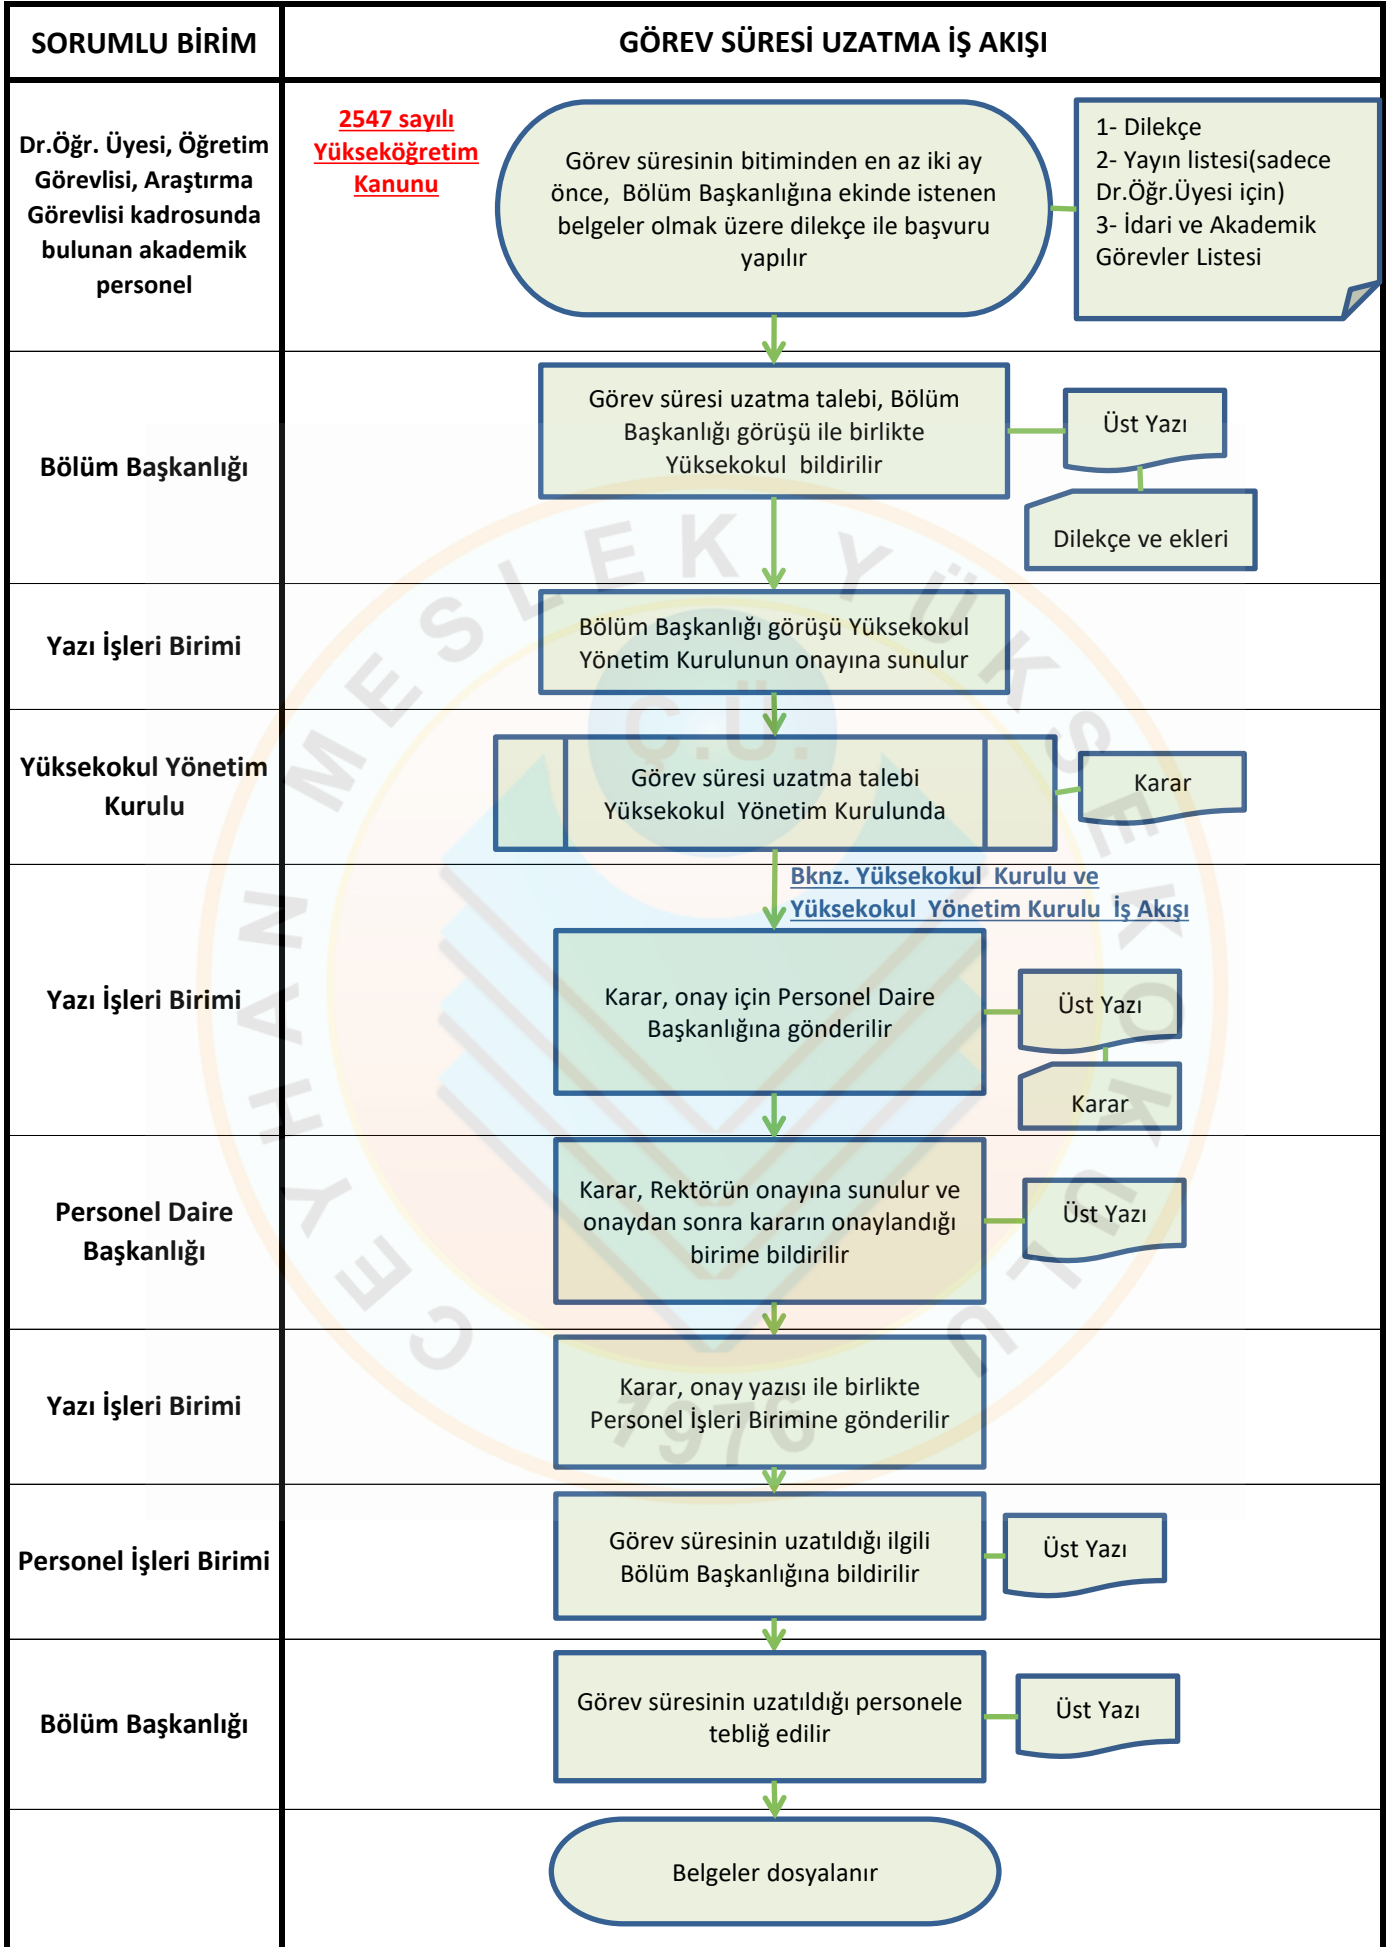 SORUMLU BİRİM
GÖREV SÜRESİ UZATMA İŞ AKIŞI
Dr.Öğr. Üyesi, Öğretim
Görevlisi, Araştırma
Görevlisi kadrosunda
bulunan akademik
personel
2547 sayılı
Yükseköğretim
Kanunu
Görev süresinin bitiminden en az iki ay
önce,  Bölüm Başkanlığına ekinde istenen
belgeler olmak üzere dilekçe ile başvuru
yapılır
1- Dilekçe
2- Yayın listesi(sadece
Dr.Öğr.Üyesi için)
3- İdari ve Akademik
Görevler Listesi
Bölüm Başkanlığı
Görev süresi uzatma talebi, Bölüm
Başkanlığı görüşü ile birlikte
Yüksekokul  bildirilir
Üst Yazı
Dilekçe ve ekleri
Yazı İşleri Birimi
Bölüm Başkanlığı görüşü Yüksekokul
Yönetim Kurulunun onayına sunulur
Yüksekokul Yönetim
Kurulu
Görev süresi uzatma talebi
Yüksekokul  Yönetim Kurulunda
Karar
Bknz. Yüksekokul  Kurulu ve
Yüksekokul  Yönetim Kurulu  İş Akışı
Yazı İşleri Birimi
Karar, onay için Personel Daire
Başkanlığına gönderilir
Üst Yazı
Karar
Personel Daire
Başkanlığı
Karar, Rektörün onayına sunulur ve
onaydan sonra kararın onaylandığı
birime bildirilir
Üst Yazı
Yazı İşleri Birimi
Karar, onay yazısı ile birlikte
Personel İşleri Birimine gönderilir
Personel İşleri Birimi
Görev süresinin uzatıldığı ilgili
Bölüm Başkanlığına bildirilir
Üst Yazı
Bölüm Başkanlığı
Görev süresinin uzatıldığı personele
tebliğ edilir
Üst Yazı
Belgeler dosyalanır
CEYHAN MESLEK YÜKSEKOKULU
Ç.Ü.
1976